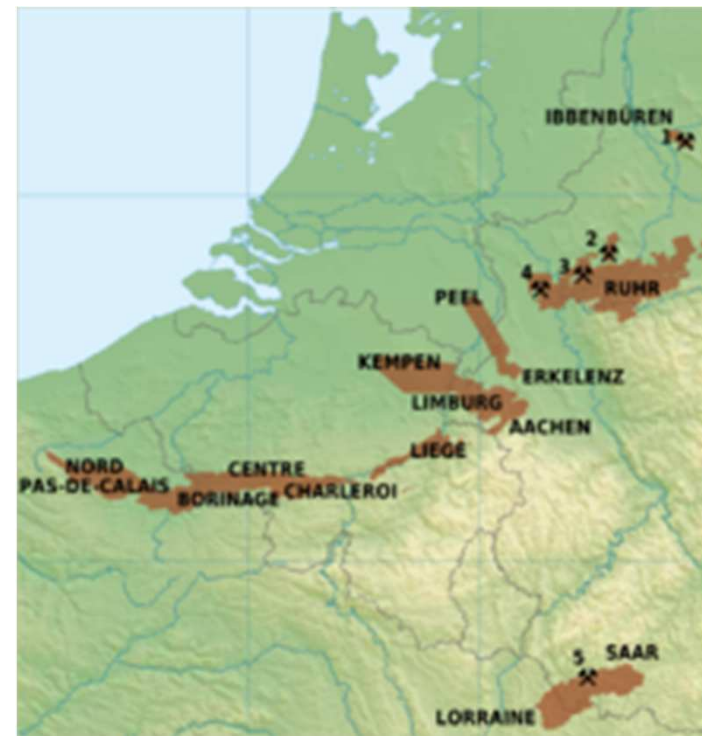 IBBENBÜREN
1
2
3
4
RUHR
PEEL
KEMPEN
ERKELENZ
LIMBURG
AACHEN
LIEGE
NORD
PAS-DE-CALAIS
CENTRE
BORINAGE
CHARLEROI
5
SAAR
LORRAINE